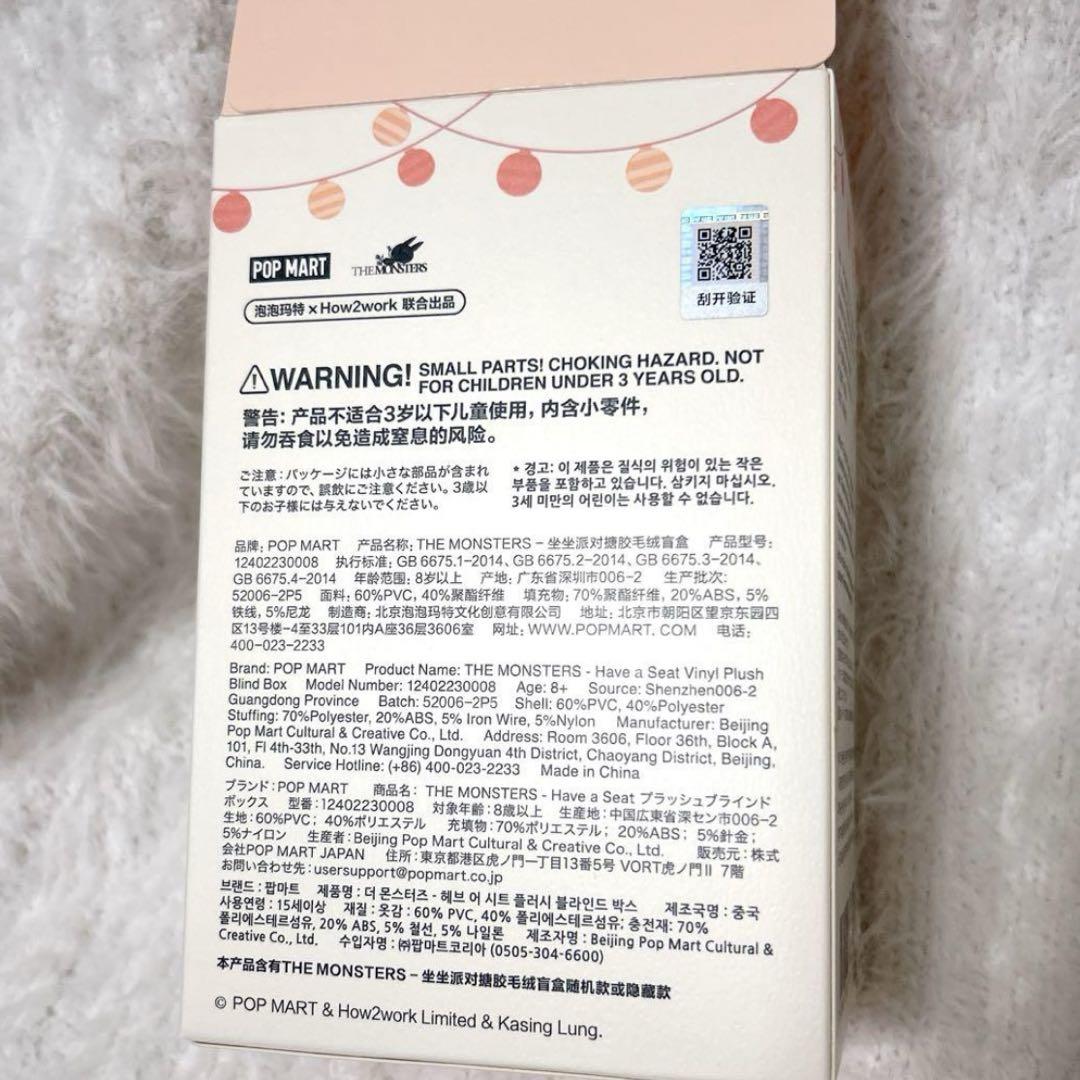 POP MART
THE MONSTERS
泡泡玛特 × How2work 联合出品
刮开验证
WARNING! SMALL PARTS! CHOKING HAZARD. NOT
FOR CHILDREN UNDER 3 YEARS OLD.
警告: 产品不适合3岁以下儿童使用，内含小零件，
请勿吞食以免造成窒息的风险。
ご注意：パッケージには小さな部品が含まれ
ていますので、誤飲にご注意ください。3歳以
下のお子様には与えないでください。
* 경고: 이 제품은 질식의 위험이 있는 작은
부품을 포함하고 있습니다. 삼키지 마십시오.
3세 미만의 어린이는 사용할 수 없습니다.
品牌: POP MART 产品名称: THE MONSTERS – 坐坐派对搪胶毛绒盲盒 产品型号:
12402230008 执行标准: GB 6675.1–2014、GB 6675.2–2014、GB 6675.3–2014、
GB 6675.4–2014 年龄范围: 8岁以上 产地: 广东省深圳市006–2 生产批次:
52006–2P5 面料: 60%PVC, 40%聚酯纤维 填充物: 70%聚酯纤维, 20%ABS, 5%
铁线, 5%尼龙 制造商: 北京泡泡玛特文化创意有限公司 地址: 北京市朝阳区望京东园四
区13号楼–4至33层101内A座36层3606室 网址: WWW.POPMART. COM 电话:
400–023–2233
Brand: POP MART Product Name: THE MONSTERS - Have a Seat Vinyl Plush
Blind Box Model Number: 12402230008 Age: 8+ Source: Shenzhen006-2
Guangdong Province Batch: 52006–2P5 Shell: 60%PVC, 40%Polyester
Stuffing: 70%Polyester, 20%ABS, 5% Iron Wire, 5%Nylon Manufacturer: Beijing
Pop Mart Cultural & Creative Co., Ltd. Address: Room 3606, Floor 36th, Block A,
101, Fl 4th-33th, No.13 Wangjing Dongyuan 4th District, Chaoyang District, Beijing,
China. Service Hotline: (+86) 400-023-2233 Made in China
ブランド：POP MART 商品名： THE MONSTERS - Have a Seat プラッシュブラインド
ボックス 型番：12402230008 対象年齢：8歳以上 生産地：中国広東省深セン市006–2
生地：60%PVC； 40%ポリエステル 充填物：70%ポリエステル； 20%ABS； 5%針金；
5%ナイロン 生産者：Beijing Pop Mart Cultural & Creative Co., Ltd. 販売元：株式
会社POP MART JAPAN 住所：東京都港区虎ノ門一丁目13番5号 VORT虎ノ門II 7階
お問い合わせ先：usersupport@popmart.co.jp
브랜드 : 팝마트 제품명 : 더 몬스터즈 - 헤브 어 시트 플러시 블라인드 박스 제조국명 : 중국
사용연령 : 15세이상 재질 : 옷감 : 60% PVC, 40% 폴리에스테르섬유; 충전재: 70%
폴리에스테르섬유, 20% ABS, 5% 철선, 5% 나일론 제조자명 : Beijing Pop Mart Cultural &
Creative Co., Ltd. 수입자명 : ㈜팝마트코리아 (0505-304-6600)
本产品含有THE MONSTERS – 坐坐派对搪胶毛绒盲盒随机款或隐藏款
© POP MART & How2work Limited & Kasing Lung.